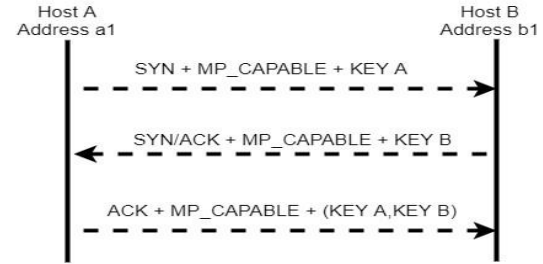 Host A
Address a1
Host B
Address b1
SYN + MP_CAPABLE + KEY A
SYN/ACK + MP_CAPABLE + KEY B
ACK + MP_CAPABLE + (KEY A,KEY B)